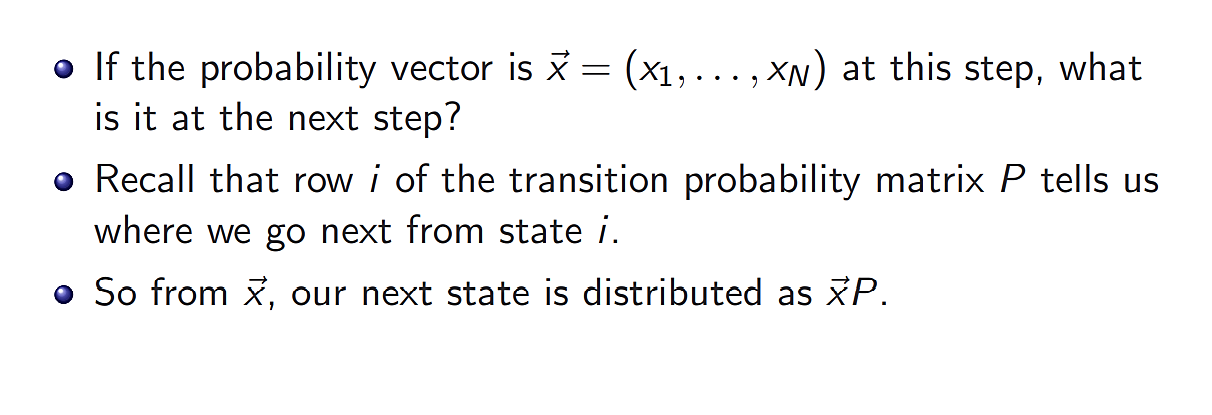 If the probability vector is x⃗ = (x₁, . . . , x_N) at this step, what
is it at the next step?
Recall that row i of the transition probability matrix P tells us
where we go next from state i.
So from x⃗, our next state is distributed as x⃗P.